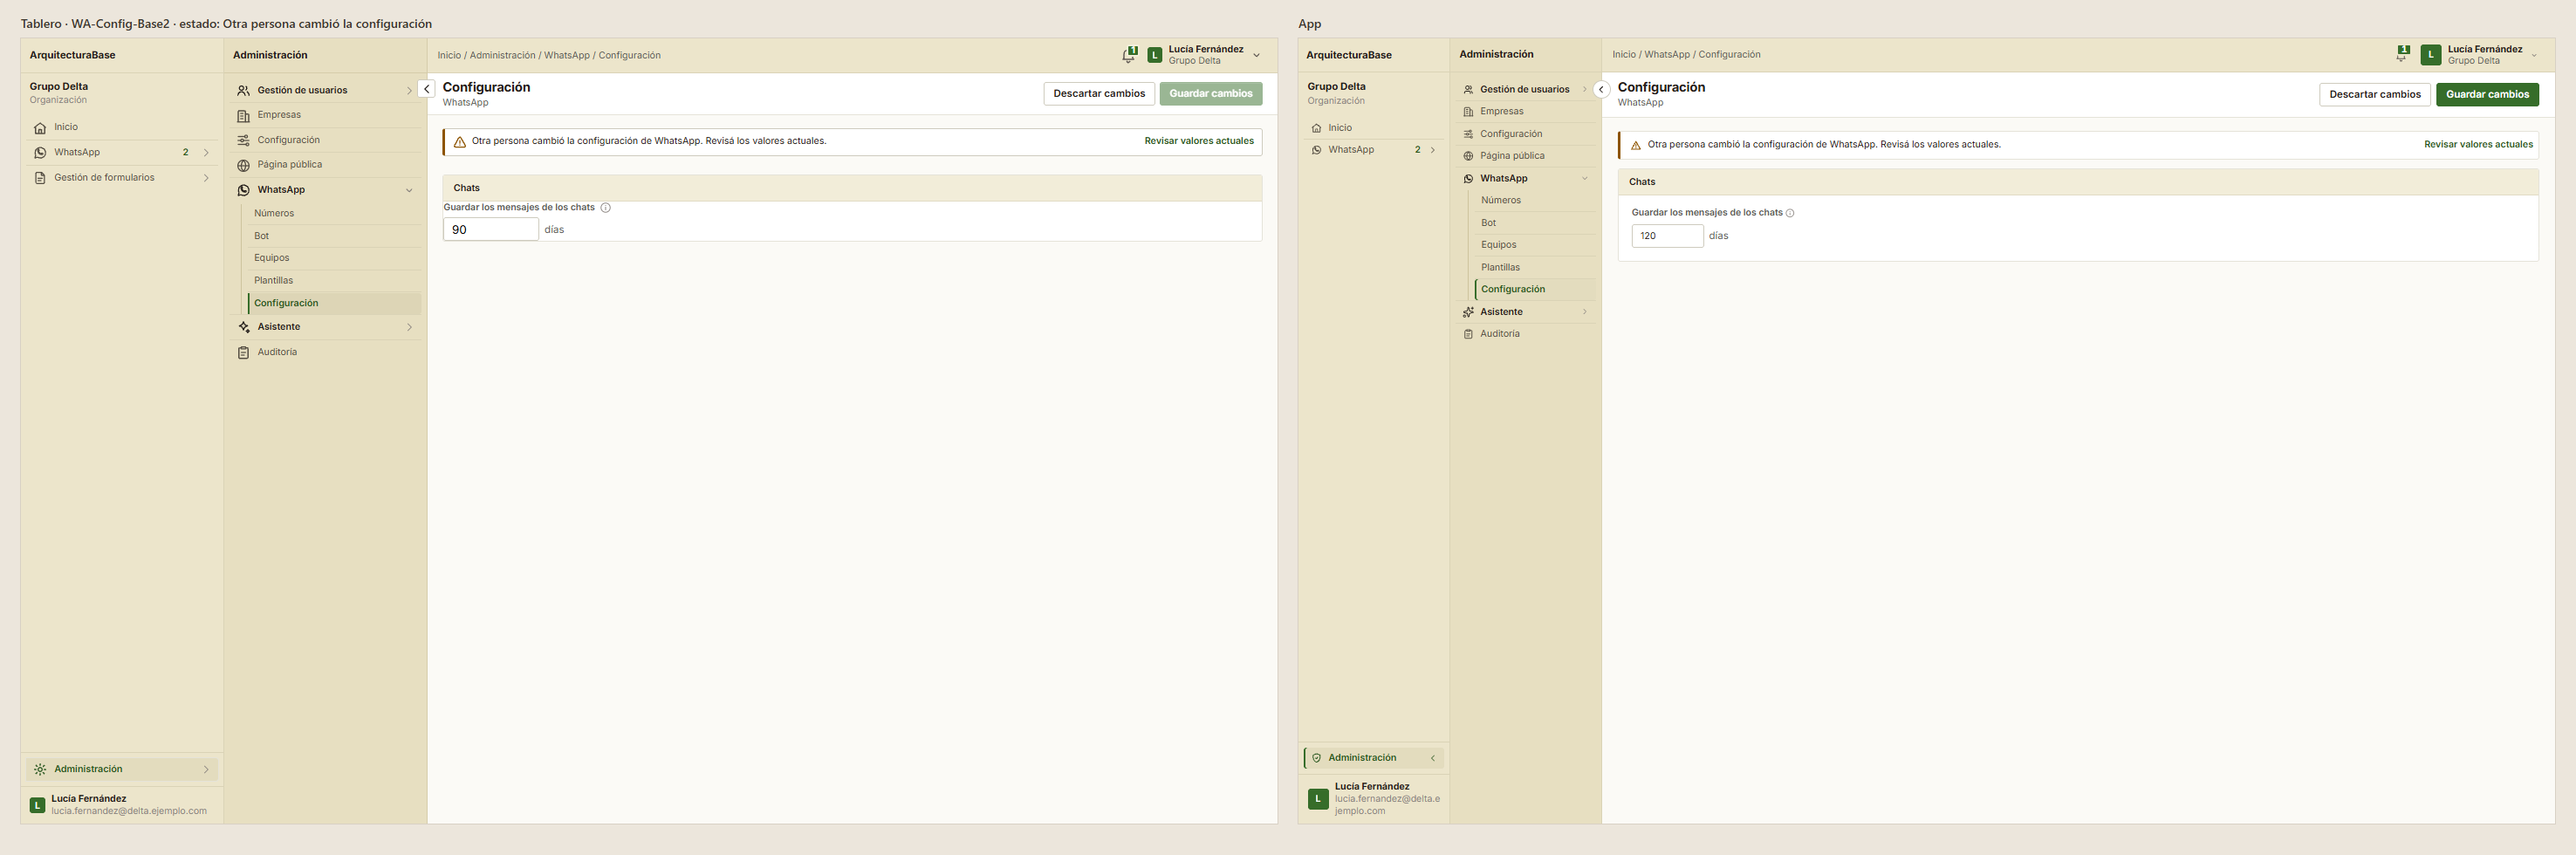 Tablero · WA-Config-Base2 · estado: Otra persona cambió la configuración
ArquitecturaBase
Grupo Delta
Organización
Inicio
WhatsApp 2
Gestión de formularios
Administración
Lucía Fernández
lucia.fernandez@delta.ejemplo.com
Administración
Gestión de usuarios
Empresas
Configuración
Página pública
WhatsApp
Números
Bot
Equipos
Plantillas
Configuración
Asistente
Auditoría
Inicio / Administración / WhatsApp / Configuración
1
L
Lucía Fernández
Grupo Delta
Configuración
WhatsApp
Descartar cambios
Guardar cambios
Otra persona cambió la configuración de WhatsApp. Revisá los valores actuales.
Revisar valores actuales
Chats
Guardar los mensajes de los chats
90 días
L
App
ArquitecturaBase
Grupo Delta
Organización
Inicio
WhatsApp 2
Administración
L
Lucía Fernández
lucia.fernandez@delta.e
jemplo.com
Administración
Gestión de usuarios
Empresas
Configuración
Página pública
WhatsApp
Números
Bot
Equipos
Plantillas
Configuración
Asistente
Auditoría
Inicio / WhatsApp / Configuración
1
L
Lucía Fernández
Grupo Delta
Configuración
WhatsApp
Descartar cambios
Guardar cambios
Otra persona cambió la configuración de WhatsApp. Revisá los valores actuales.
Revisar valores actuales
Chats
Guardar los mensajes de los chats
120 días